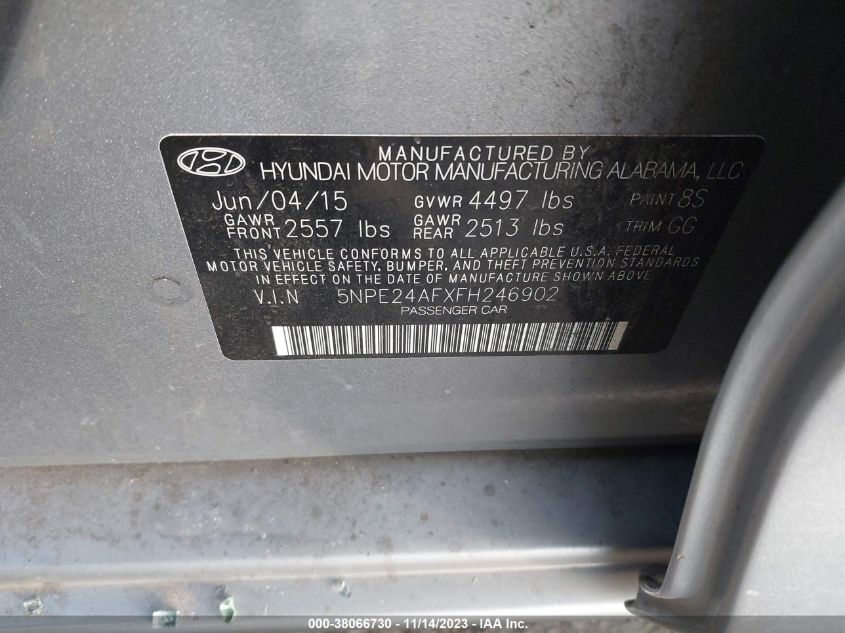 MANUFACTURED BY
HYUNDAI MOTOR MANUFACTURING ALABAMA, LLC
Jun/04/15 GVWR 4497 lbs PAINT 8S
GAWR FRONT 2557 lbs GAWR REAR 2513 lbs TRIM GG
THIS VEHICLE CONFORMS TO ALL APPLICABLE U.S.A. FEDERAL
MOTOR VEHICLE SAFETY, BUMPER, AND THEFT PREVENTION STANDARDS
IN EFFECT ON THE DATE OF MANUFACTURE SHOWN ABOVE
V.I.N 5NPE24AFXFH246902
PASSENGER CAR
000-38066730 - 11/14/2023 - IAA Inc.